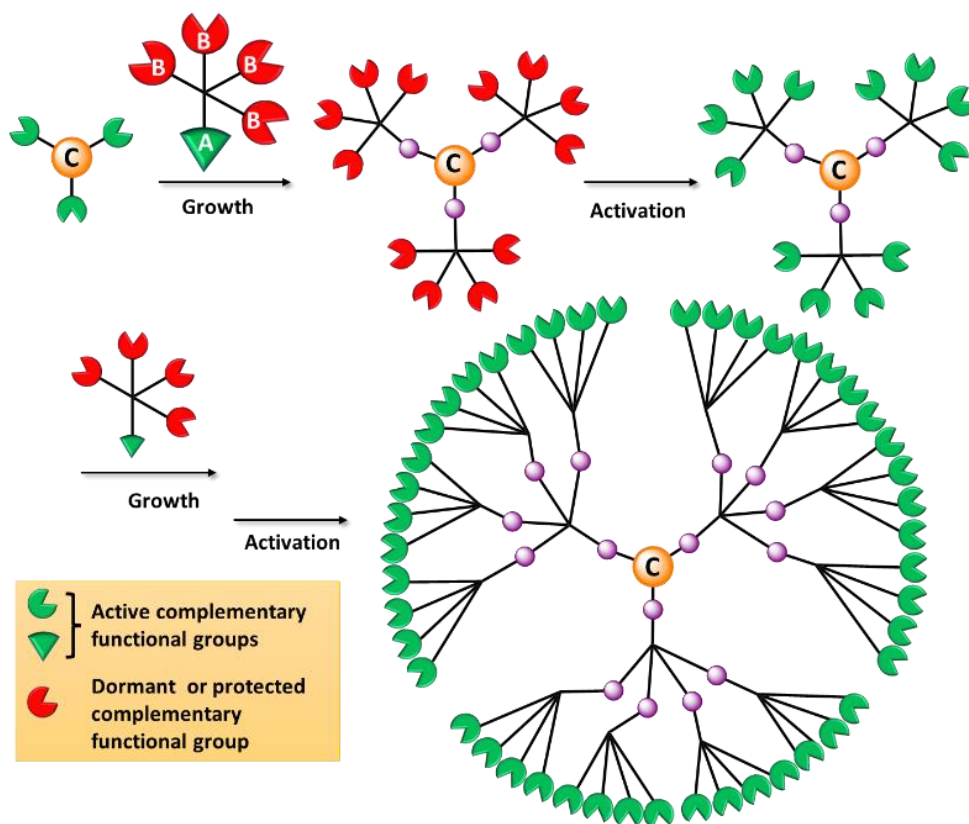 B
B
B
B
A
C
Growth
C
Activation
C
Growth
Activation
C
Active complementary
functional groups
Dormant or protected
complementary
functional group